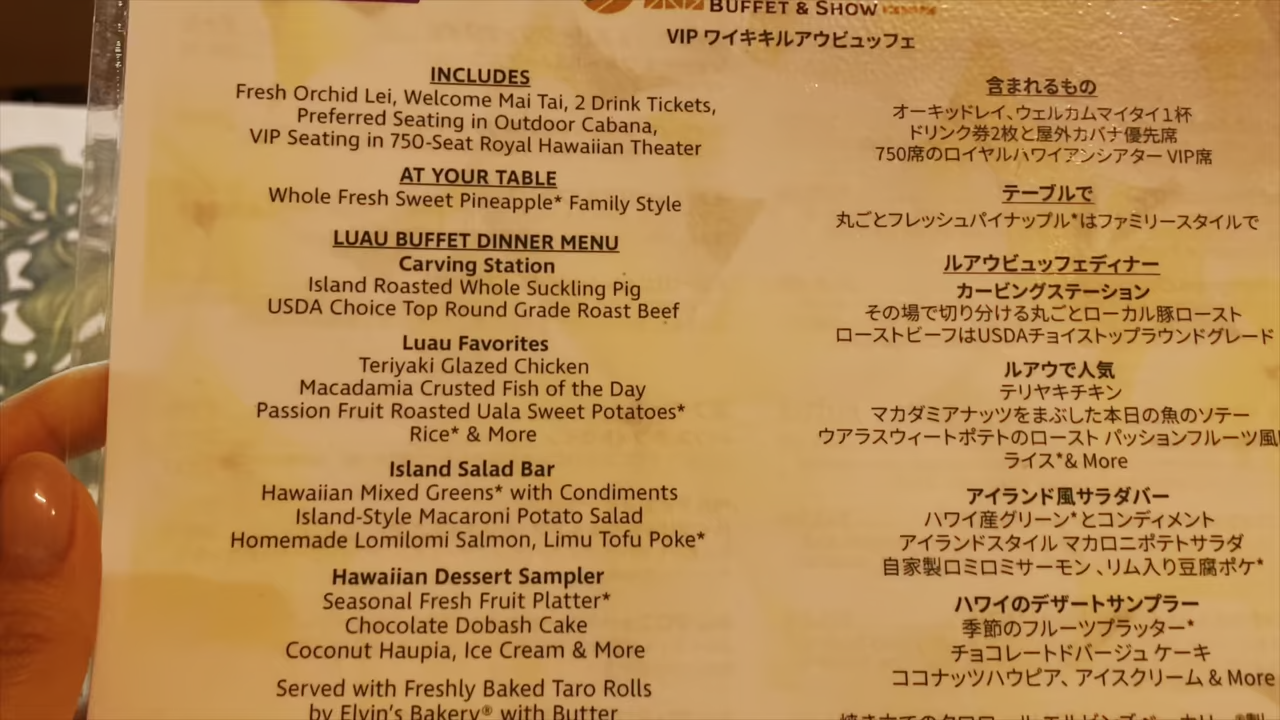 BUFFET & SHOW
VIP ワイキキルアウビュッフェ
INCLUDES
Fresh Orchid Lei, Welcome Mai Tai, 2 Drink Tickets,
Preferred Seating in Outdoor Cabana,
VIP Seating in 750-Seat Royal Hawaiian Theater
AT YOUR TABLE
Whole Fresh Sweet Pineapple* Family Style
LUAU BUFFET DINNER MENU
Carving Station
Island Roasted Whole Suckling Pig
USDA Choice Top Round Grade Roast Beef
Luau Favorites
Teriyaki Glazed Chicken
Macadamia Crusted Fish of the Day
Passion Fruit Roasted Uala Sweet Potatoes*
Rice* & More
Island Salad Bar
Hawaiian Mixed Greens* with Condiments
Island-Style Macaroni Potato Salad
Homemade Lomilomi Salmon, Limu Tofu Poke*
Hawaiian Dessert Sampler
Seasonal Fresh Fruit Platter*
Chocolate Dobash Cake
Coconut Haupia, Ice Cream & More
Served with Freshly Baked Taro Rolls
by Elvin's Bakery® with Butter
含まれるもの
オーキッドレイ、ウェルカムマイタイ1杯
ドリンク券2枚と屋外カバナ優先席
750席のロイヤルハワイアンシアター VIP席
テーブルで
丸ごとフレッシュパイナップル*はファミリースタイルで
ルアウビュッフェディナー
カービングステーション
その場で切り分ける丸ごとローカル豚ロースト
ローストビーフはUSDAチョイストップラウンドグレード
ルアウで人気
テリヤキチキン
マカダミアナッツをまぶした本日の魚のソテー
ウアラスウィートポテトのロースト パッションフルーツ風
ライス*& More
アイランド風サラダバー
ハワイ産グリーン*とコンディメント
アイランドスタイル マカロニポテトサラダ
自家製ロミロミサーモン、リム入り豆腐ポケ*
ハワイのデザートサンプラー
季節のフルーツプラッター*
チョコレートドバージュ ケーキ
ココナッツハウピア、アイスクリーム & More